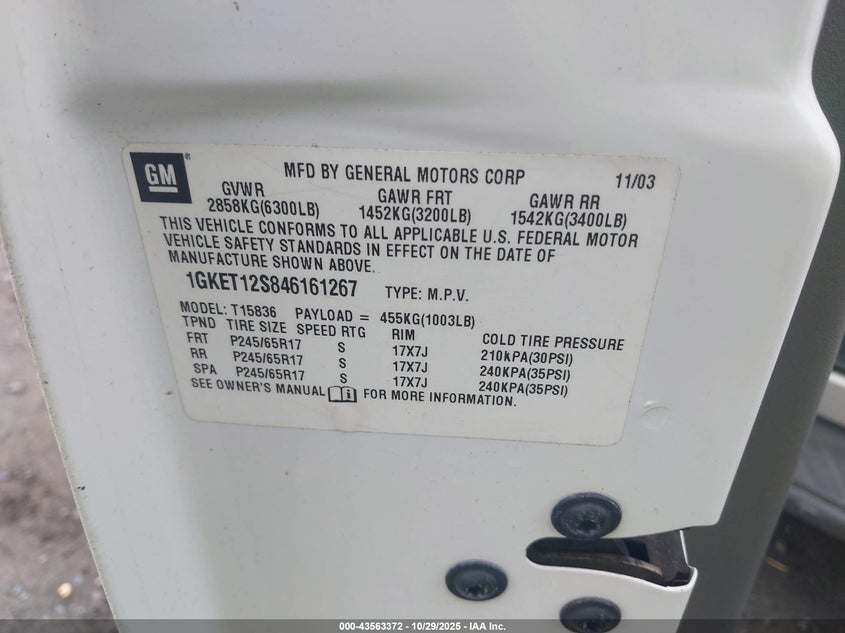 GM
MFD BY GENERAL MOTORS CORP 11/03
GVWR GAWR FRT GAWR RR
2858KG(6300LB) 1452KG(3200LB) 1542KG(3400LB)
THIS VEHICLE CONFORMS TO ALL APPLICABLE U.S. FEDERAL MOTOR
VEHICLE SAFETY STANDARDS IN EFFECT ON THE DATE OF
MANUFACTURE SHOWN ABOVE.
1GKET12S846161267 TYPE: M.P.V.
MODEL: T15836 PAYLOAD = 455KG(1003LB)
TPND TIRE SIZE SPEED RTG RIM COLD TIRE PRESSURE
FRT P245/65R17 S 17X7J 210KPA(30PSI)
RR P245/65R17 S 17X7J 240KPA(35PSI)
SPA P245/65R17 S 17X7J 240KPA(35PSI)
SEE OWNER'S MANUAL FOR MORE INFORMATION.
000-43563372 | 10/29/2025 | IAA Inc.